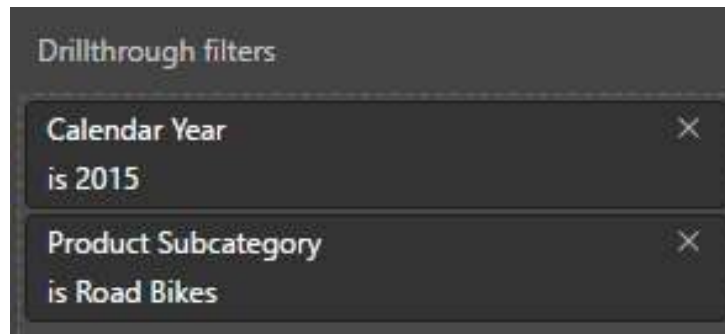 Drillthrough filters
Calendar Year
is 2015
Product Subcategory
is Road Bikes